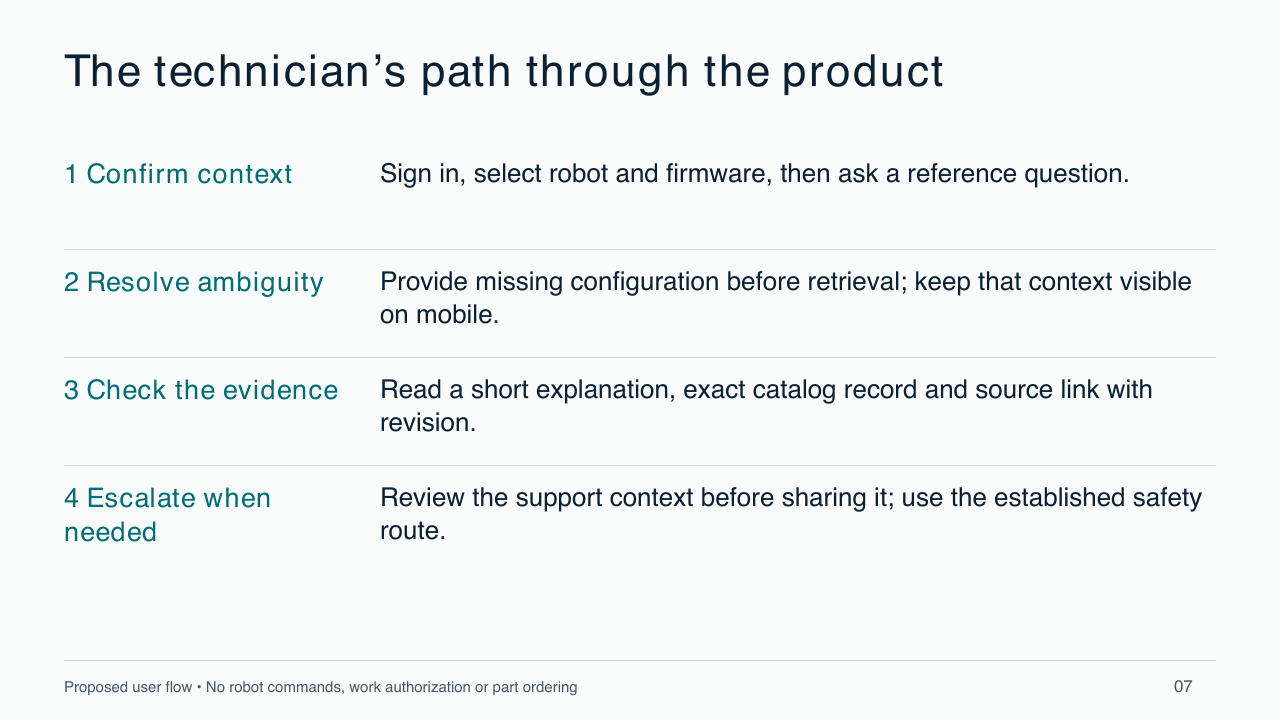 The technician’s path through the product
1 Confirm context
Sign in, select robot and firmware, then ask a reference question.
2 Resolve ambiguity
Provide missing configuration before retrieval; keep that context visible
on mobile.
3 Check the evidence
Read a short explanation, exact catalog record and source link with
revision.
4 Escalate when
needed
Review the support context before sharing it; use the established safety
route.
Proposed user flow • No robot commands, work authorization or part ordering
07